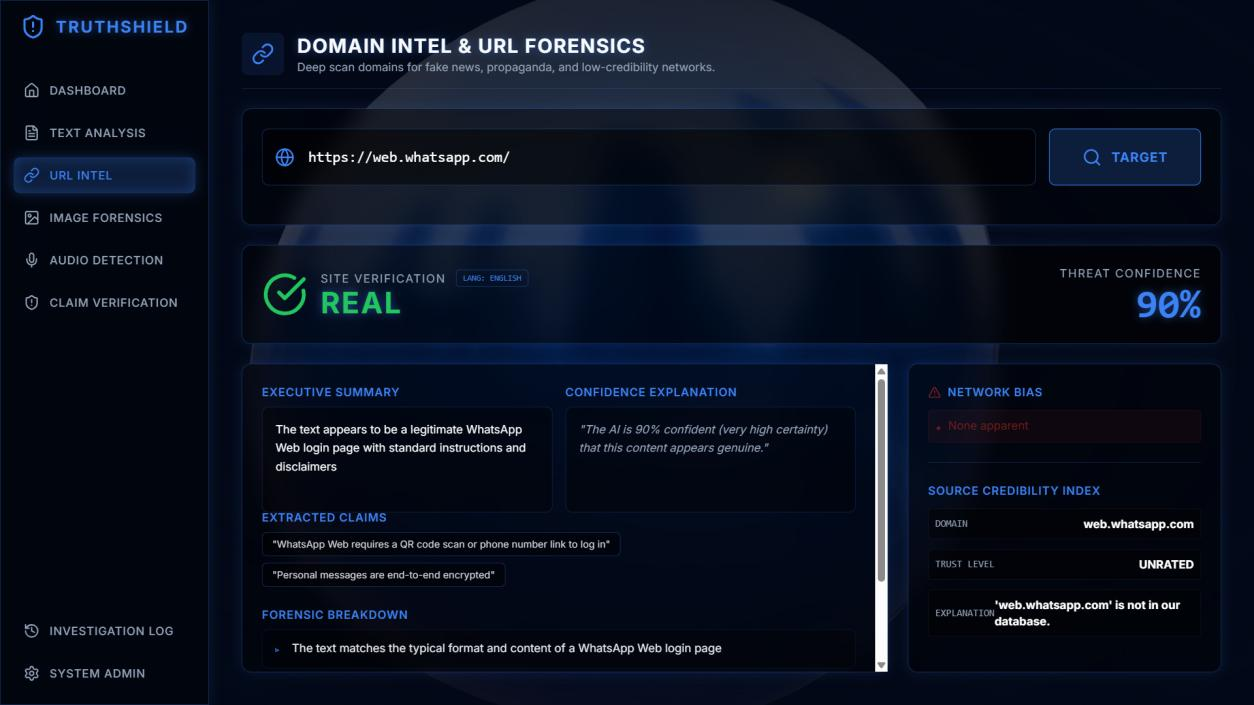 TRUTHSHIELD
DASHBOARD
TEXT ANALYSIS
URL INTEL
IMAGE FORENSICS
AUDIO DETECTION
CLAIM VERIFICATION
INVESTIGATION LOG
SYSTEM ADMIN
DOMAIN INTEL & URL FORENSICS
Deep scan domains for fake news, propaganda, and low-credibility networks.
https://web.whatsapp.com/
TARGET
SITE VERIFICATION
LANG: ENGLISH
REAL
THREAT CONFIDENCE
90%
EXECUTIVE SUMMARY
The text appears to be a legitimate WhatsApp
Web login page with standard instructions and
disclaimers
CONFIDENCE EXPLANATION
"The AI is 90% confident (very high certainty)
that this content appears genuine."
EXTRACTED CLAIMS
"WhatsApp Web requires a QR code scan or phone number link to log in"
"Personal messages are end-to-end encrypted"
FORENSIC BREAKDOWN
The text matches the typical format and content of a WhatsApp Web login page
NETWORK BIAS
None apparent
SOURCE CREDIBILITY INDEX
DOMAIN
web.whatsapp.com
TRUST LEVEL
UNRATED
EXPLANATION
'web.whatsapp.com' is not in our
database.